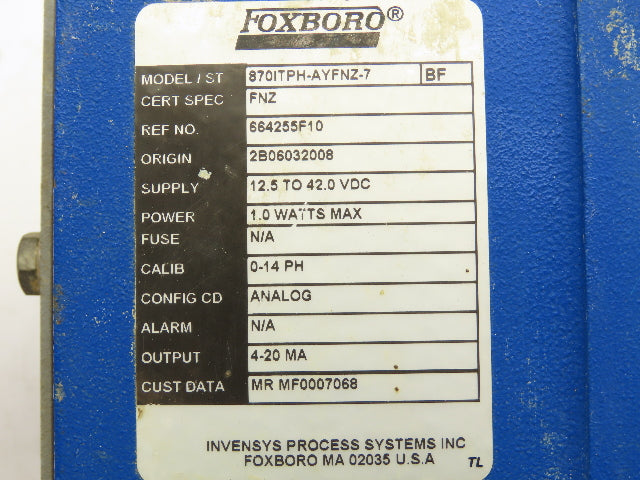 FOXBORO®
MODEL / ST 870ITPH-AYFNZ-7 BF
CERT SPEC FNZ
REF NO. 664255F10
ORIGIN 2B06032008
SUPPLY 12.5 TO 42.0 VDC
POWER 1.0 WATTS MAX
FUSE N/A
CALIB 0-14 PH
CONFIG CD ANALOG
ALARM N/A
OUTPUT 4-20 MA
CUST DATA MR MF0007068
INVENSYS PROCESS SYSTEMS INC
FOXBORO MA 02035 U.S.A TL